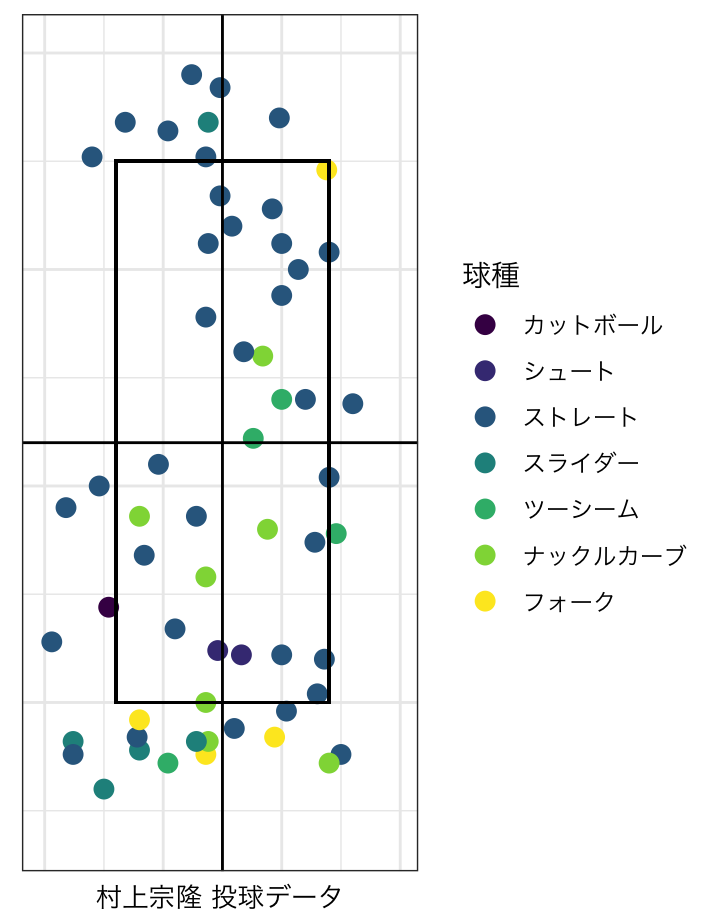 球種
カットボール
シュート
ストレート
スライダー
ツーシーム
ナックルカーブ
フォーク
村上宗隆 投球データ